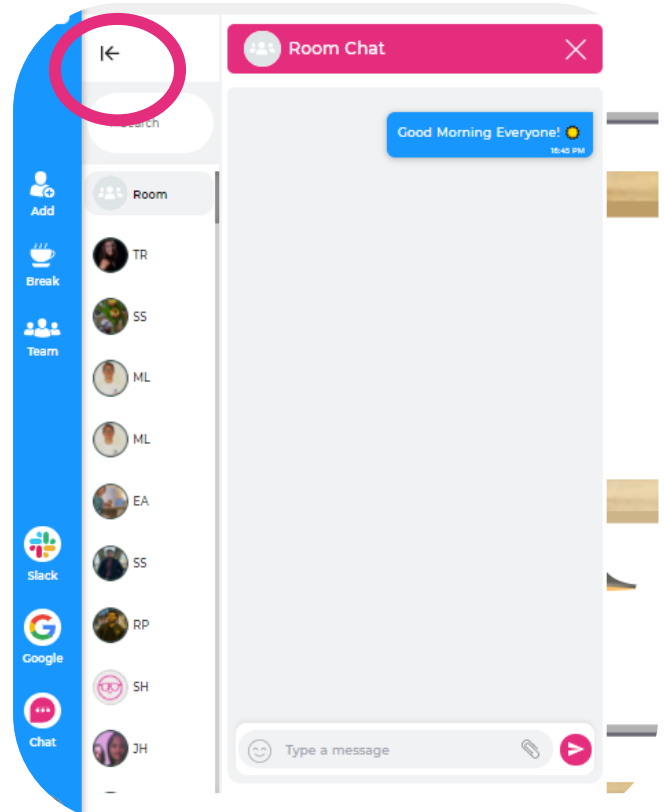 Room Chat
Search
Good Morning Everyone!
16:45 PM
Add
Break
Team
Slack
Google
Chat
Room
TR
SS
ML
ML
EA
SS
RP
SH
JH
Type a message